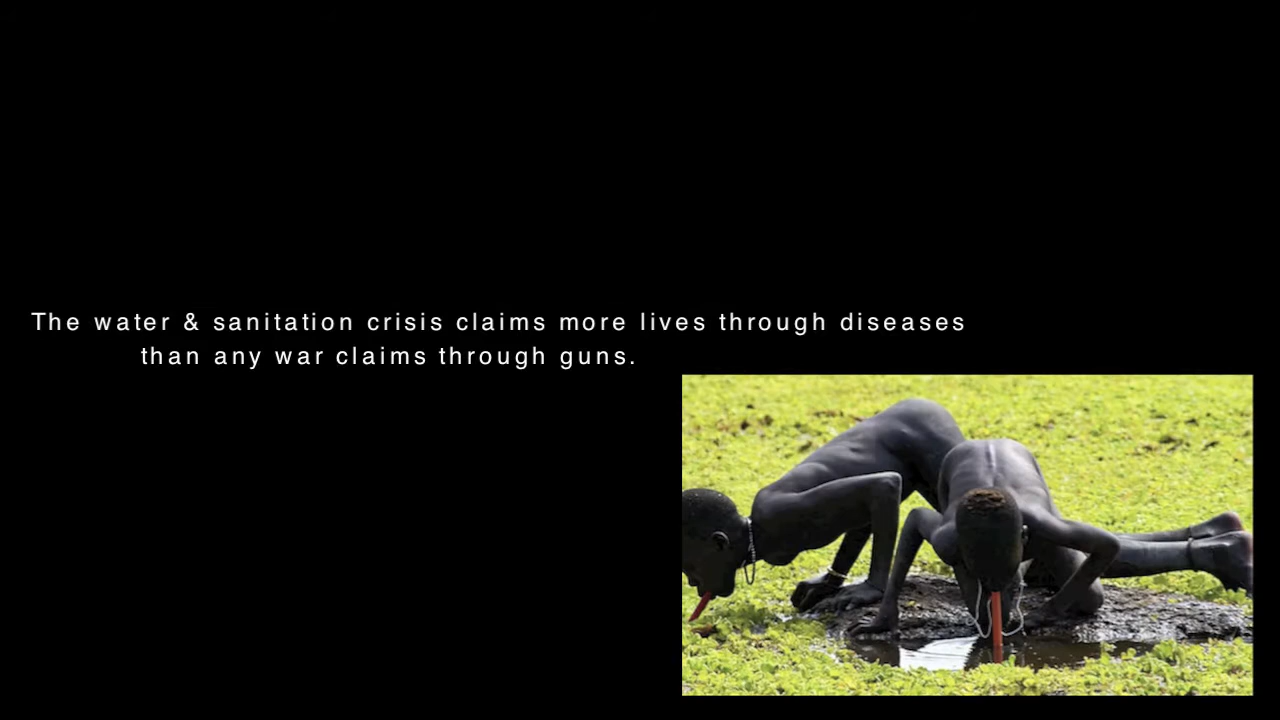 The water & sanitation crisis claims more lives through diseases
than any war claims through guns.